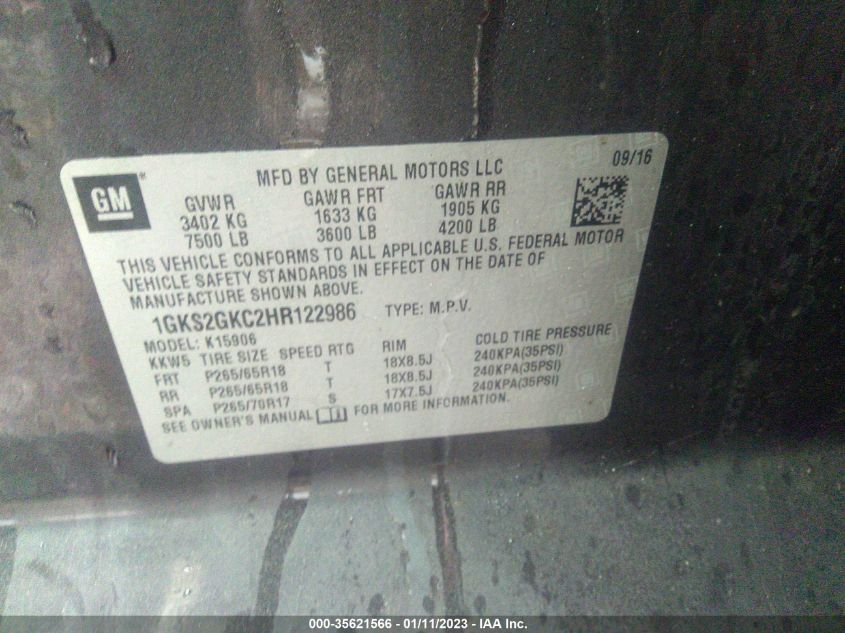 MFD BY GENERAL MOTORS LLC 09/16
GM®
GVWR GAWR FRT GAWR RR
3402 KG 1633 KG 1905 KG
7500 LB 3600 LB 4200 LB
THIS VEHICLE CONFORMS TO ALL APPLICABLE U.S. FEDERAL MOTOR
VEHICLE SAFETY STANDARDS IN EFFECT ON THE DATE OF
MANUFACTURE SHOWN ABOVE.
1GKS2GKC2HR122986 TYPE: M.P.V.
MODEL: K15906
KKW5 TIRE SIZE SPEED RTG RIM COLD TIRE PRESSURE
FRT P265/65R18 T 18X8.5J 240KPA(35PSI)
RR P265/65R18 T 18X8.5J 240KPA(35PSI)
SPA P265/70R17 S 17X7.5J 240KPA(35PSI)
SEE OWNER'S MANUAL FOR MORE INFORMATION.
000-35621566 - 01/11/2023 - IAA Inc.